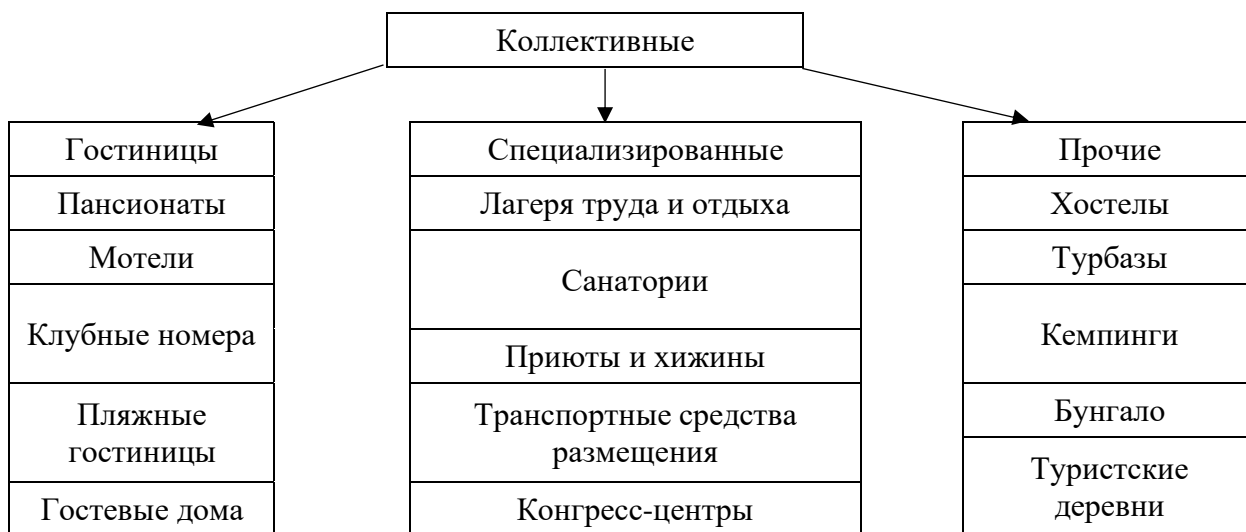 Коллективные
Гостиницы
Пансионаты
Мотели
Клубные номера
Пляжные
гостиницы
Гостевые дома
Специализированные
Лагеря труда и отдыха
Санатории
Приюты и хижины
Транспортные средства
размещения
Конгресс-центры
Прочие
Хостелы
Турбазы
Кемпинги
Бунгало
Туристские
деревни